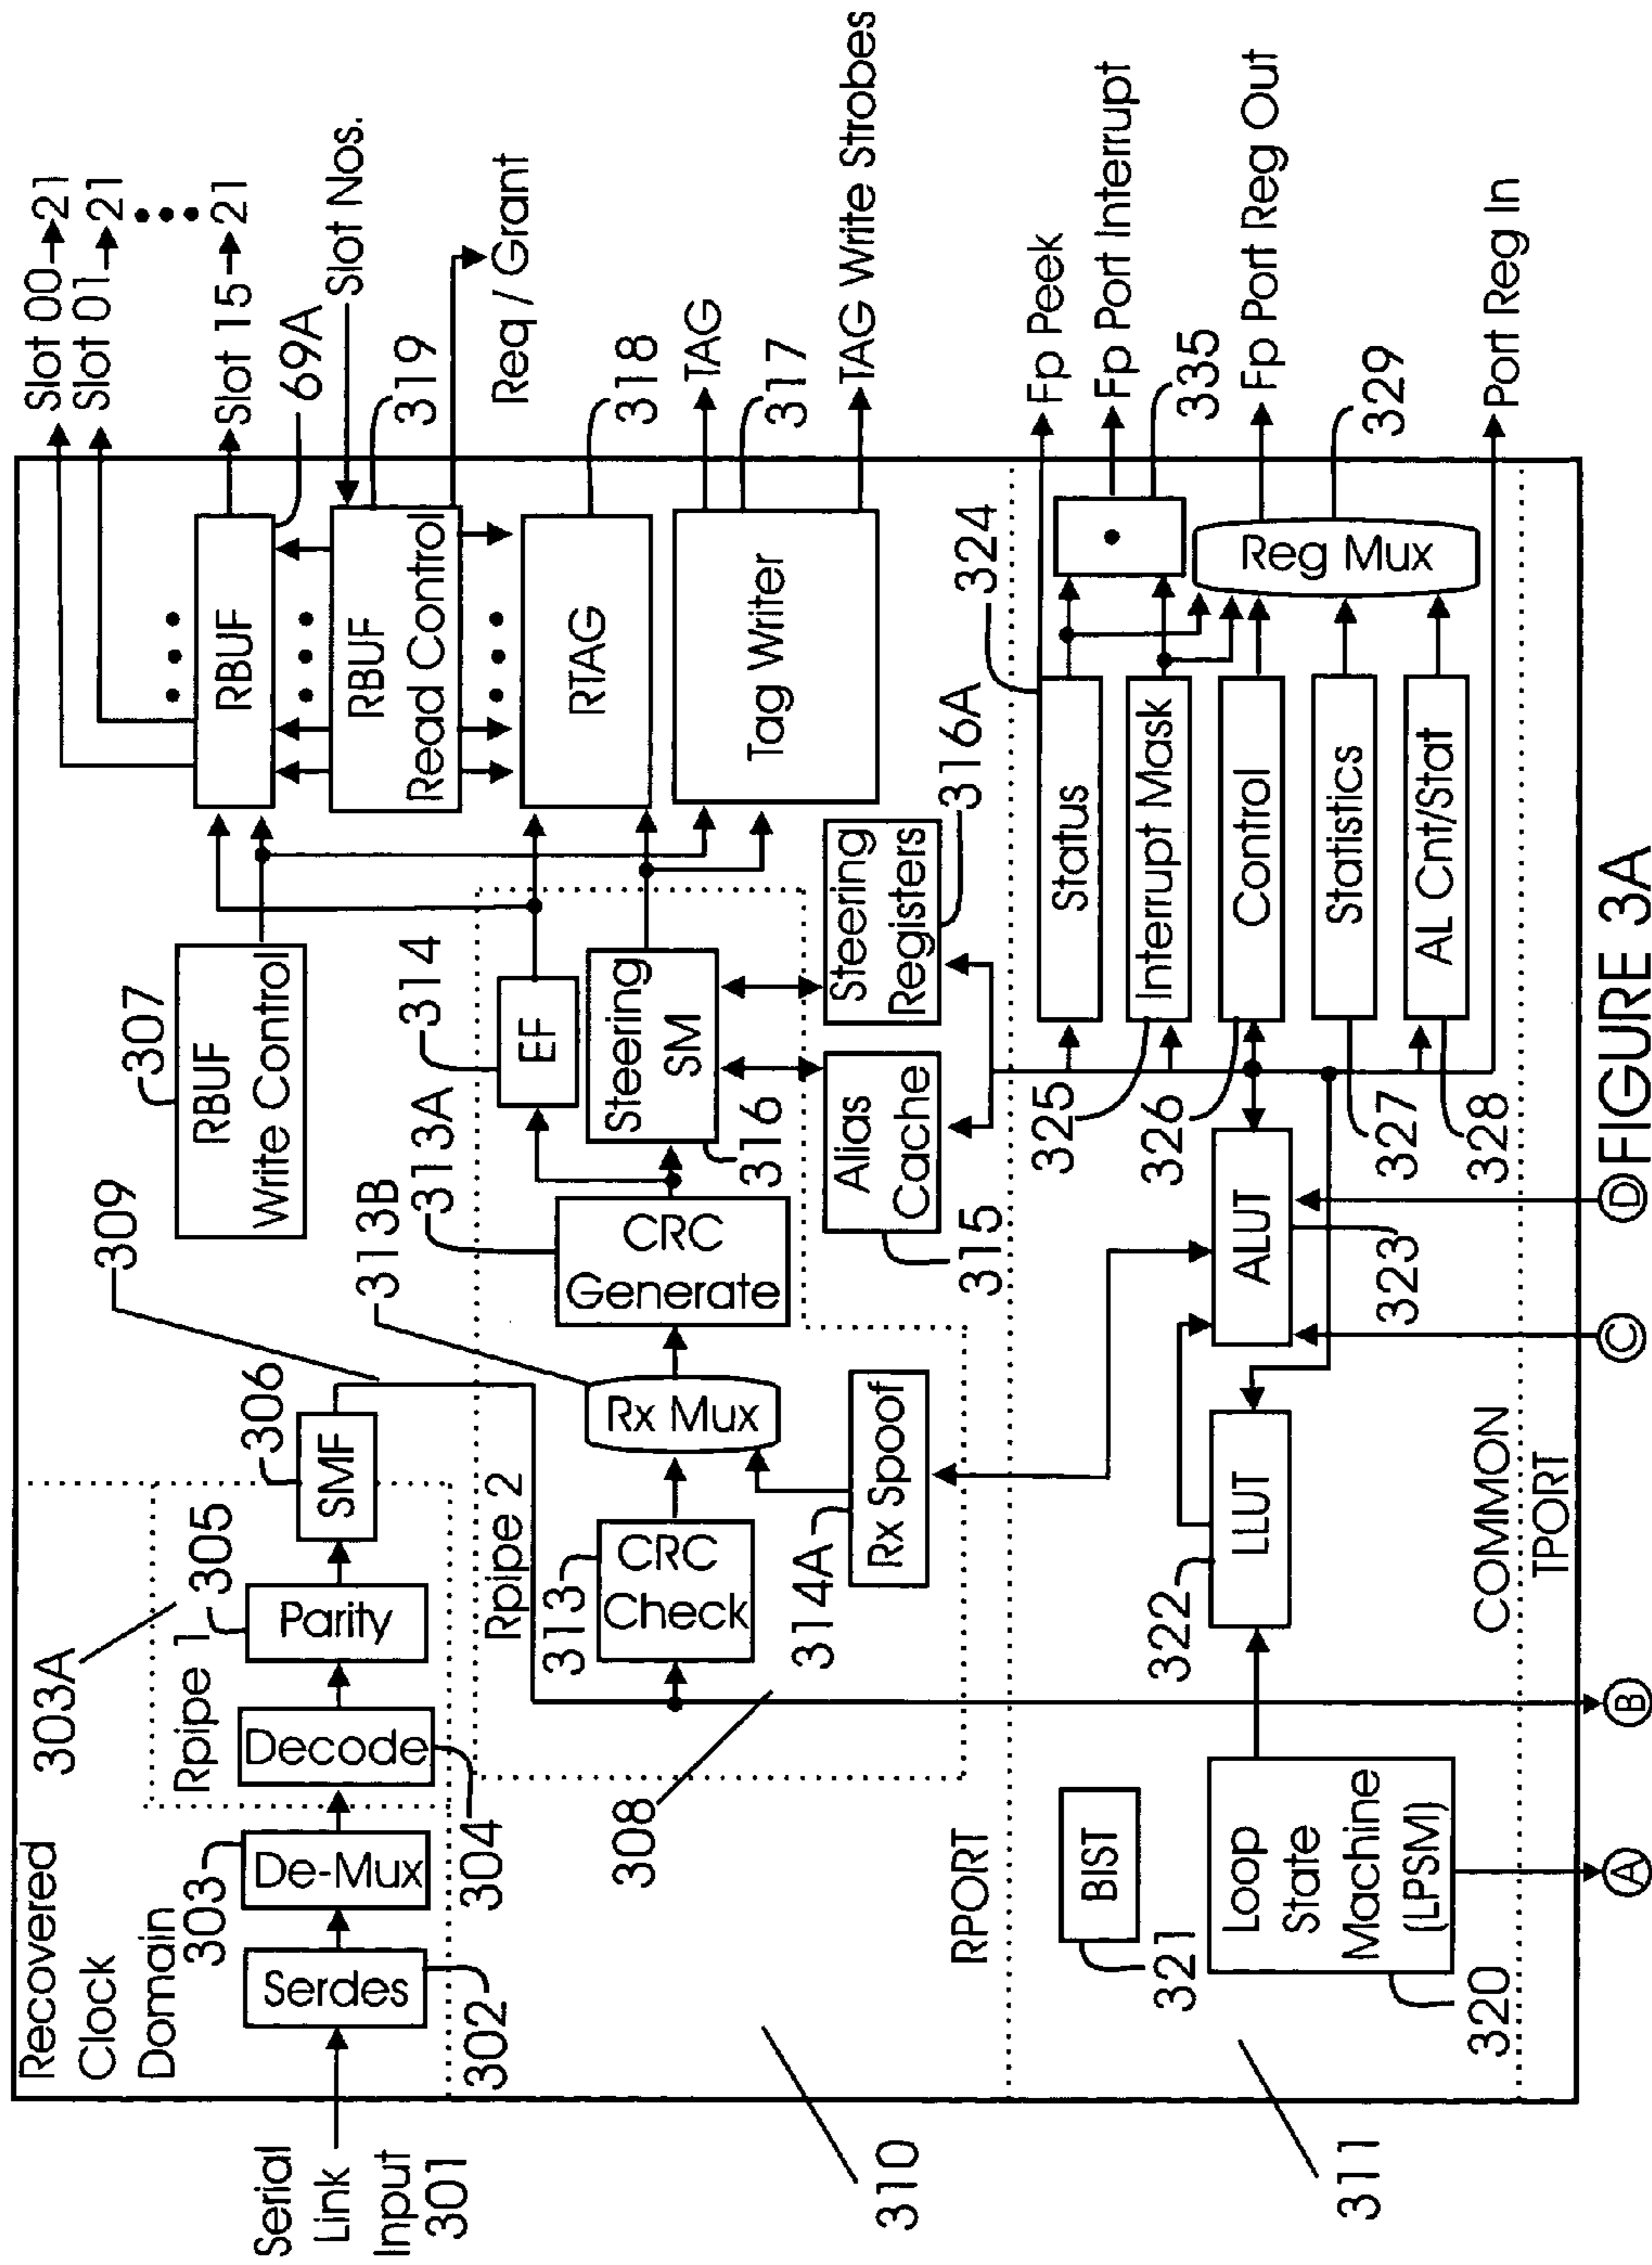 Recovered
Clock
Domain
Serial
Link
Input
301
Serdes
302
De-Mux
303
Rpipe 1
303A
Decode
304
Parity
305
SMF
306
309
RBUF
Write Control
307
RBUF
69A
Slot 00→21
Slot 01→21
Slot 15→21
Slot Nos.
RBUF
Read Control
319
Req / Grant
RTAG
318
TAG
Tag Writer
317
TAG Write Strobes
Rpipe 2
308
CRC
Check
313
Rx Mux
313B
CRC
Generate
313A
EF
314
Steering
SM
316
Rx Spoof
314A
Alias
Cache
315
Steering
Registers
316A
RPORT
310
BIST
321
Loop
State
Machine
(LPSM)
320
311
LLUT
322
ALUT
323
Status
324
Interrupt Mask
325
Control
326
Statistics
327
AL Cnt/Stat
328
Reg Mux
329
335
Fp Peek
Fp Port Interrupt
Fp Port Reg Out
Port Reg In
COMMON
TPORT
A
B
C
D
FIGURE 3A